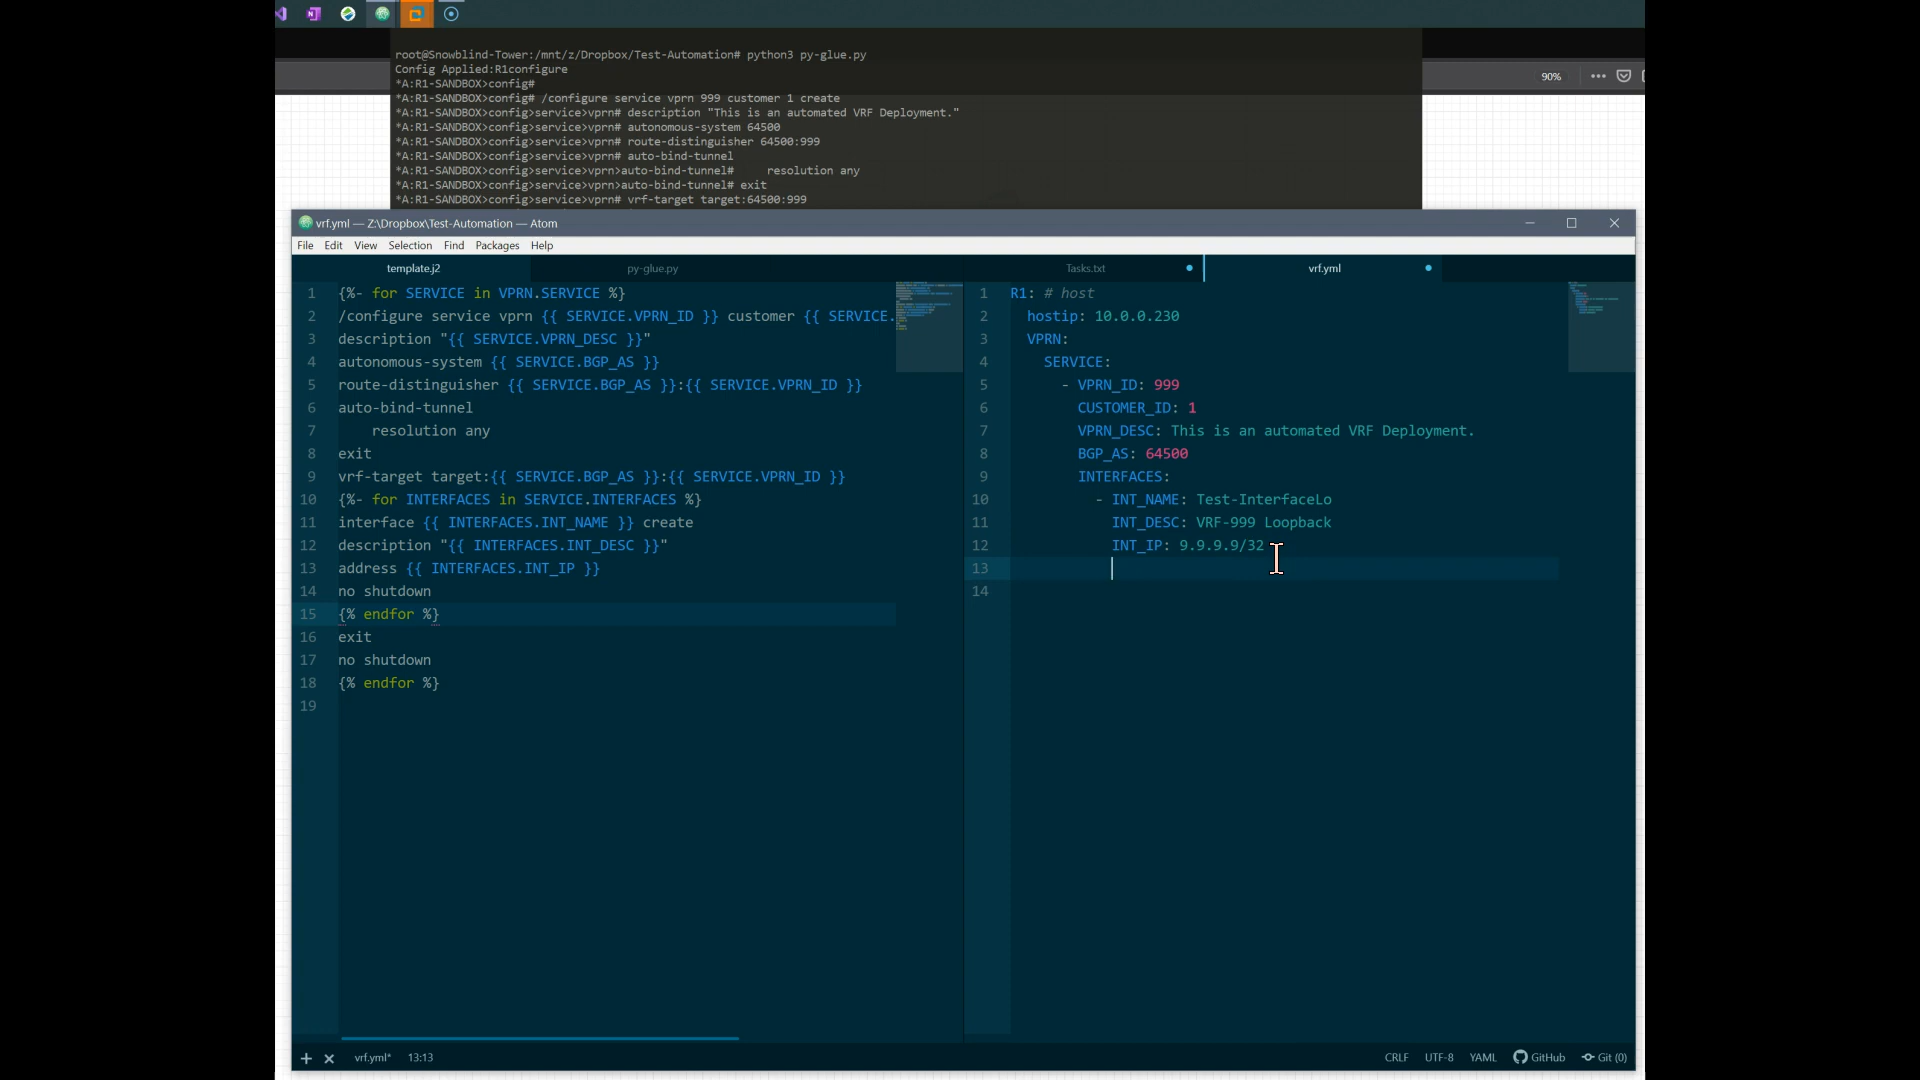 90%
root@Snowblind-Tower:/mnt/z/Dropbox/Test-Automation# python3 py-glue.py
Config Applied:R1configure
*A:R1-SANDBOX>config#
*A:R1-SANDBOX>config# /configure service vprn 999 customer 1 create
*A:R1-SANDBOX>config>service>vprn# description "This is an automated VRF Deployment."
*A:R1-SANDBOX>config>service>vprn# autonomous-system 64500
*A:R1-SANDBOX>config>service>vprn# route-distinguisher 64500:999
*A:R1-SANDBOX>config>service>vprn# auto-bind-tunnel
*A:R1-SANDBOX>config>service>vprn>auto-bind-tunnel#     resolution any
*A:R1-SANDBOX>config>service>vprn>auto-bind-tunnel# exit
*A:R1-SANDBOX>config>service>vprn# vrf-target target:64500:999
vrf.yml — Z:\Dropbox\Test-Automation — Atom
File Edit View Selection Find Packages Help
template.j2 py-glue.py
1 {%- for SERVICE in VPRN.SERVICE %}
2 /configure service vprn {{ SERVICE.VPRN_ID }} customer {{ SERVICE.
3 description "{{ SERVICE.VPRN_DESC }}"
4 autonomous-system {{ SERVICE.BGP_AS }}
5 route-distinguisher {{ SERVICE.BGP_AS }}:{{ SERVICE.VPRN_ID }}
6 auto-bind-tunnel
7     resolution any
8 exit
9 vrf-target target:{{ SERVICE.BGP_AS }}:{{ SERVICE.VPRN_ID }}
10 {%- for INTERFACES in SERVICE.INTERFACES %}
11 interface {{ INTERFACES.INT_NAME }} create
12 description "{{ INTERFACES.INT_DESC }}"
13 address {{ INTERFACES.INT_IP }}
14 no shutdown
15 {% endfor %}
16 exit
17 no shutdown
18 {% endfor %}
19
Tasks.txt vrf.yml
1 R1: # host
2   hostip: 10.0.0.230
3   VPRN:
4     SERVICE:
5       - VPRN_ID: 999
6         CUSTOMER_ID: 1
7         VPRN_DESC: This is an automated VRF Deployment.
8         BGP_AS: 64500
9         INTERFACES:
10           - INT_NAME: Test-InterfaceLo
11             INT_DESC: VRF-999 Loopback
12             INT_IP: 9.9.9.9/32
13
14
vrf.yml* 13:13 CRLF UTF-8 YAML GitHub Git (0)